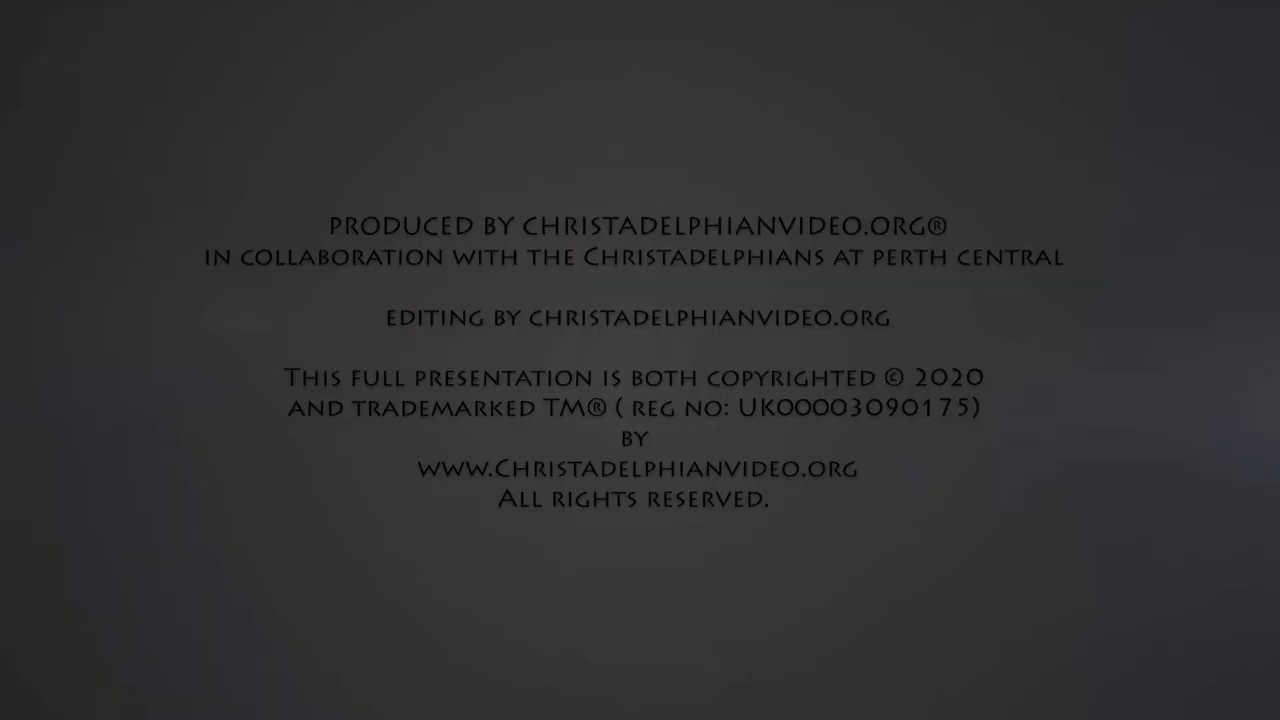 PRODUCED BY CHRISTADELPHIANVIDEO.ORG®
IN COLLABORATION WITH THE CHRISTADELPHIANS AT PERTH CENTRAL
EDITING BY CHRISTADELPHIANVIDEO.ORG
THIS FULL PRESENTATION IS BOTH COPYRIGHTED © 2020
AND TRADEMARKED TM® ( REG NO: UK00003090175)
BY
WWW.CHRISTADELPHIANVIDEO.ORG
ALL RIGHTS RESERVED.